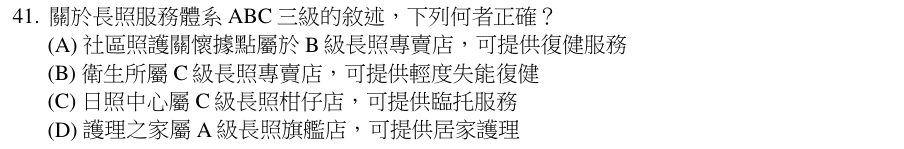 41. 關於長照服務體系 ABC 三級的敘述，下列何者正確？
(A) 社區照護關懷據點屬於 B 級長照專賣店，可提供復健服務
(B) 衛生所屬 C 級長照專賣店，可提供輕度失能復健
(C) 日照中心屬 C 級長照柑仔店，可提供臨托服務
(D) 護理之家屬 A 級長照旗艦店，可提供居家護理